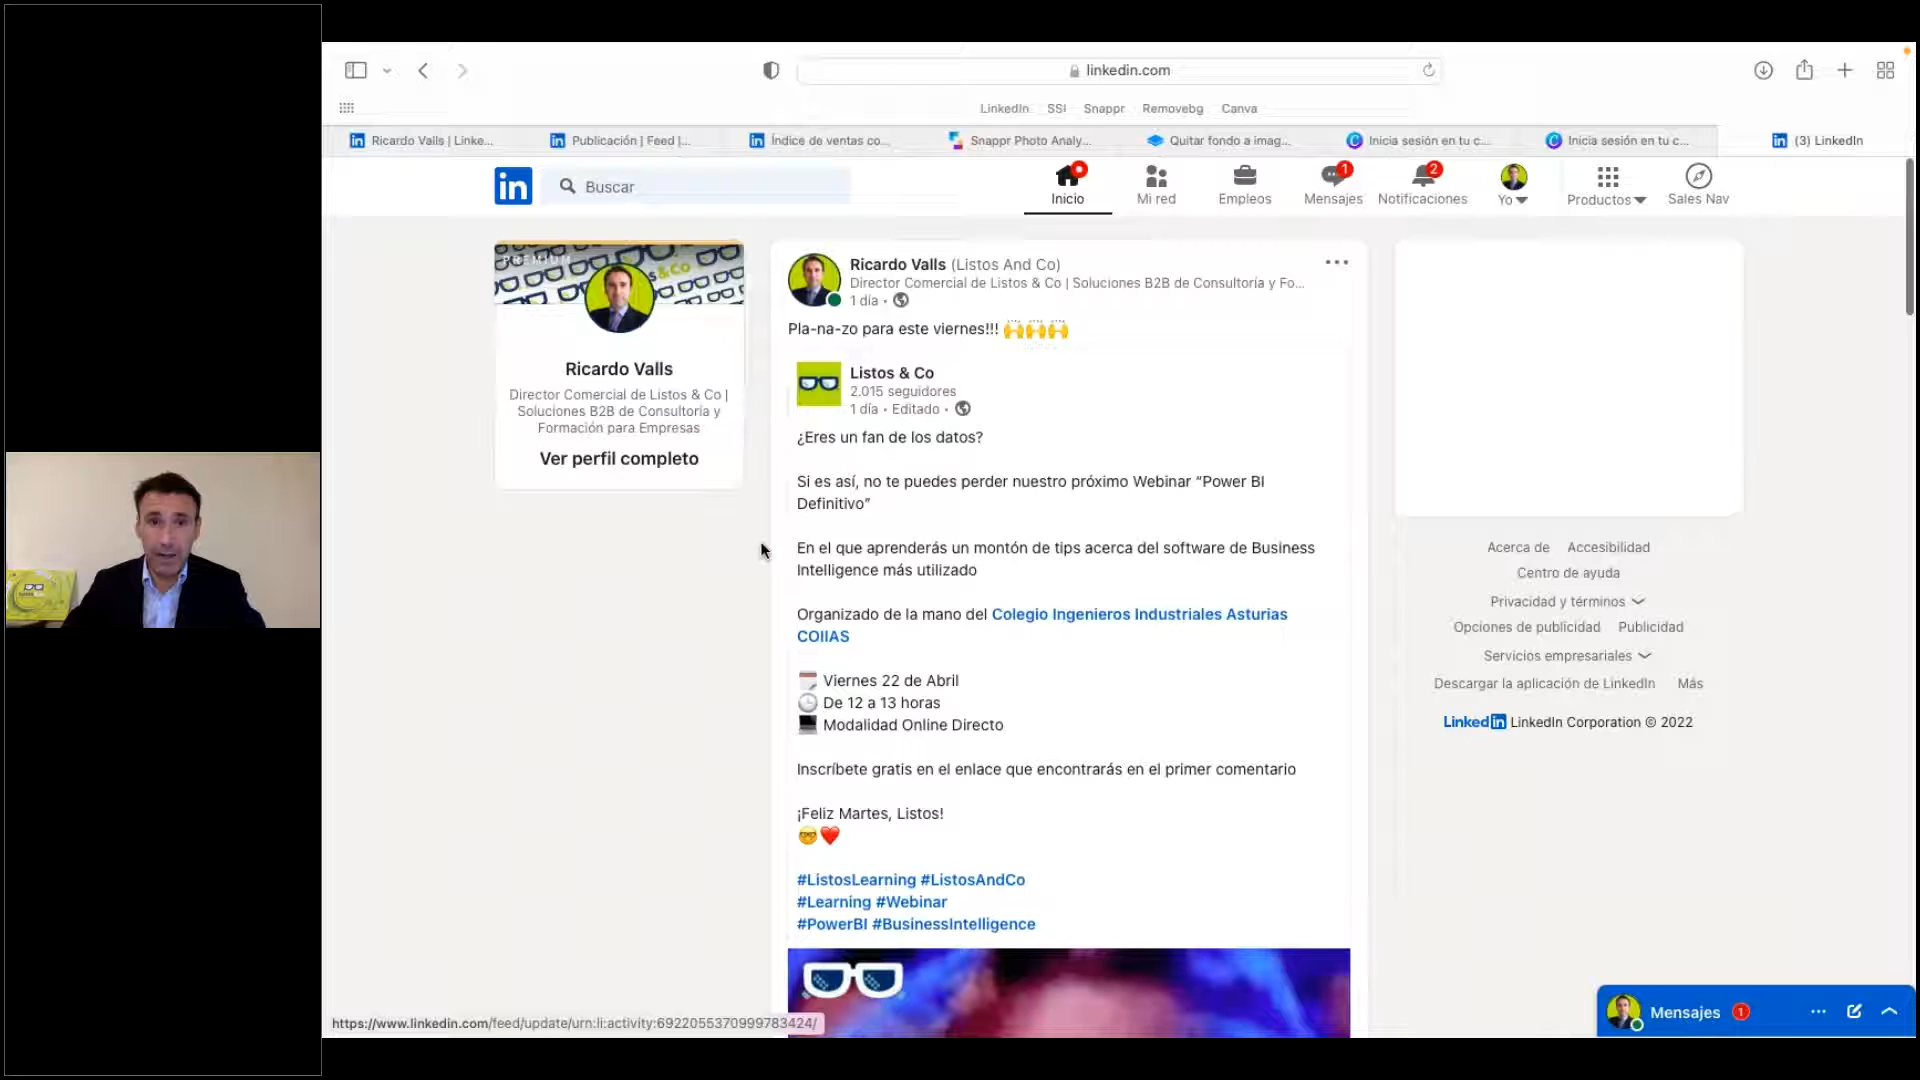 linkedin.com
LinkedIn SSI Snappr Removebg Canva
Ricardo Valls | Linke...
Publicación | Feed |...
Índice de ventas co...
Snappr Photo Analy...
Quitar fondo a imag...
Inicia sesión en tu c...
Inicia sesión en tu c...
(3) LinkedIn
in
Buscar
Inicio
Mi red
Empleos
1
Mensajes
2
Notificaciones
Yo
Productos
Sales Nav
PREMIUM
s&Co
Ricardo Valls
Director Comercial de Listos & Co |
Soluciones B2B de Consultoría y
Formación para Empresas
Ver perfil completo
Ricardo Valls (Listos And Co)
Director Comercial de Listos & Co | Soluciones B2B de Consultoría y Fo...
1 día •
Pla-na-zo para este viernes!!! 🙌🙌🙌
Listos & Co
2.015 seguidores
1 día • Editado •
¿Eres un fan de los datos?
Si es así, no te puedes perder nuestro próximo Webinar “Power BI
Definitivo”
En el que aprenderás un montón de tips acerca del software de Business
Intelligence más utilizado
Organizado de la mano del Colegio Ingenieros Industriales Asturias
COIIAS
Viernes 22 de Abril
De 12 a 13 horas
Modalidad Online Directo
Inscríbete gratis en el enlace que encontrarás en el primer comentario
¡Feliz Martes, Listos!
🤓❤️
#ListosLearning #ListosAndCo
#Learning #Webinar
#PowerBI #BusinessIntelligence
Acerca de Accesibilidad
Centro de ayuda
Privacidad y términos
Opciones de publicidad Publicidad
Servicios empresariales
Descargar la aplicación de LinkedIn Más
LinkedIn LinkedIn Corporation © 2022
https://www.linkedin.com/feed/update/urn:li:activity:6922055370999783424/
Mensajes 1